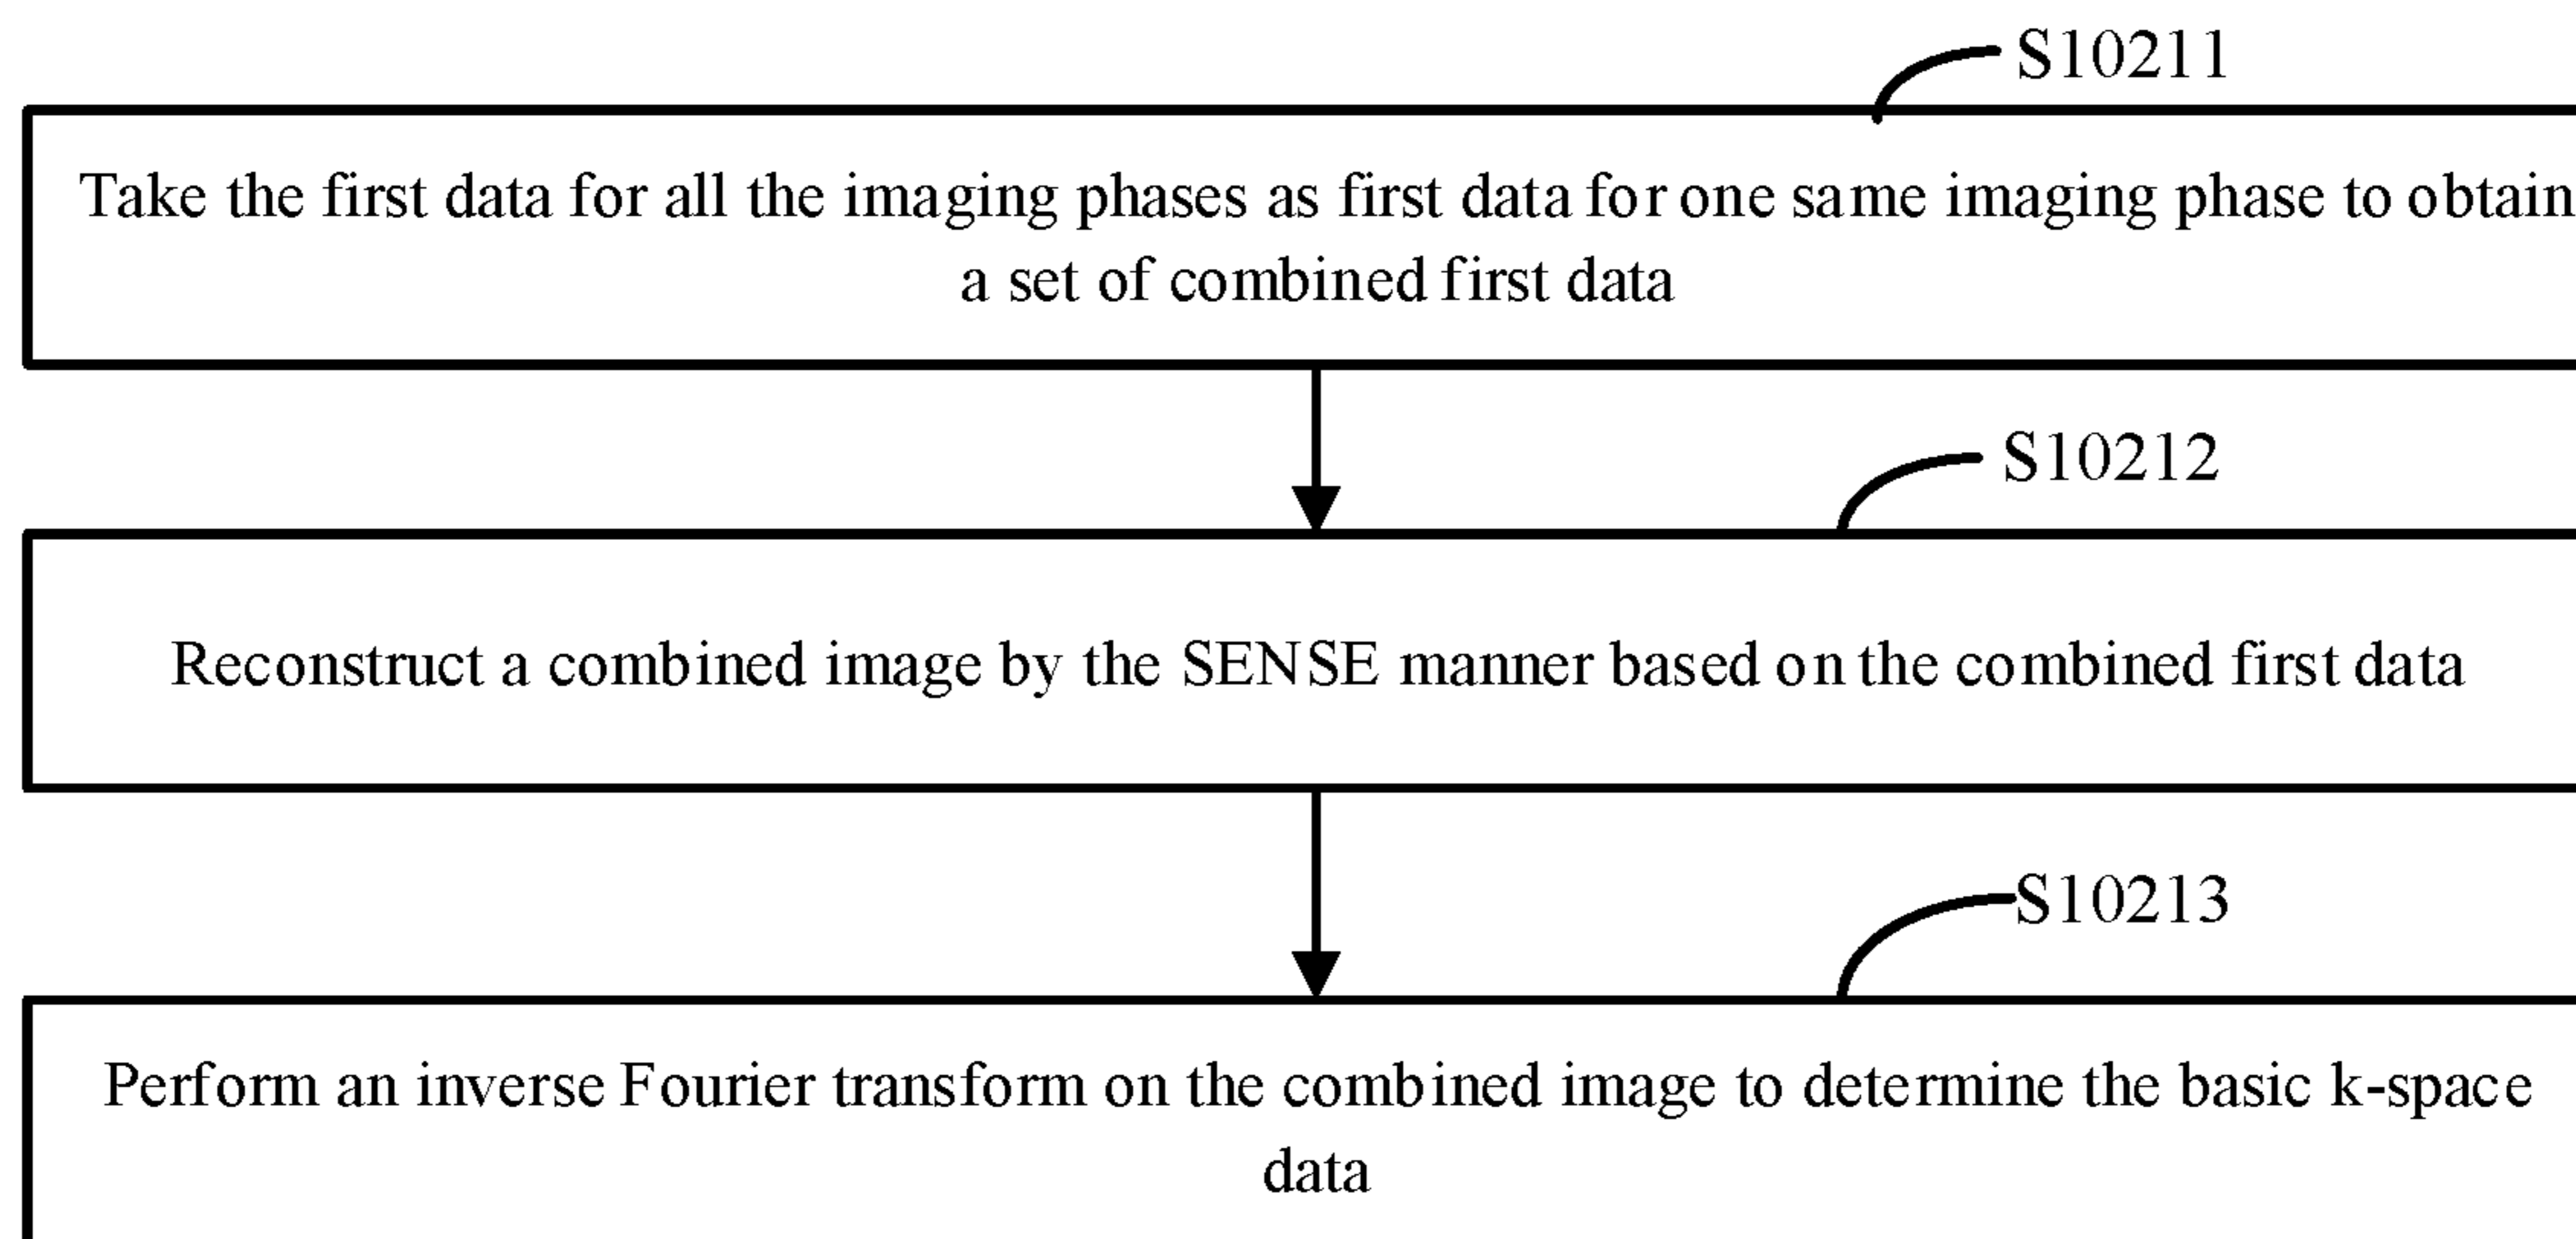 S10211
Take the first data for all the imaging phases as first data for one same imaging phase to obtain
a set of combined first data
S10212
Reconstruct a combined image by the SENSE manner based on the combined first data
S10213
Perform an inverse Fourier transform on the combined image to determine the basic k-space
data